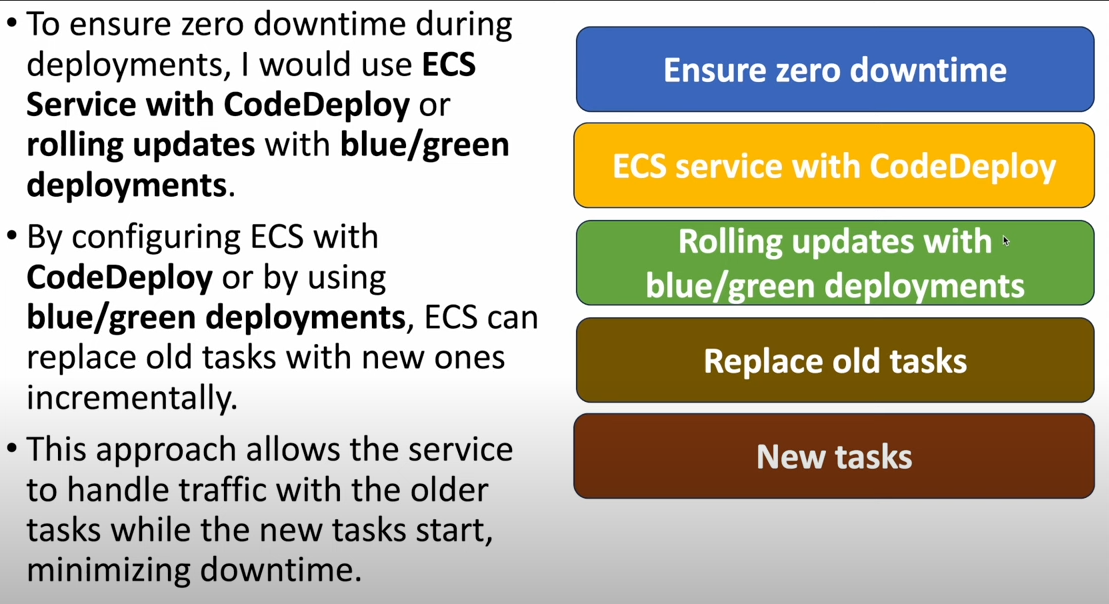 • To ensure zero downtime during
deployments, I would use ECS
Service with CodeDeploy or
rolling updates with blue/green
deployments.
• By configuring ECS with
CodeDeploy or by using
blue/green deployments, ECS can
replace old tasks with new ones
incrementally.
• This approach allows the service
to handle traffic with the older
tasks while the new tasks start,
minimizing downtime.
Ensure zero downtime
ECS service with CodeDeploy
Rolling updates with
blue/green deployments
Replace old tasks
New tasks